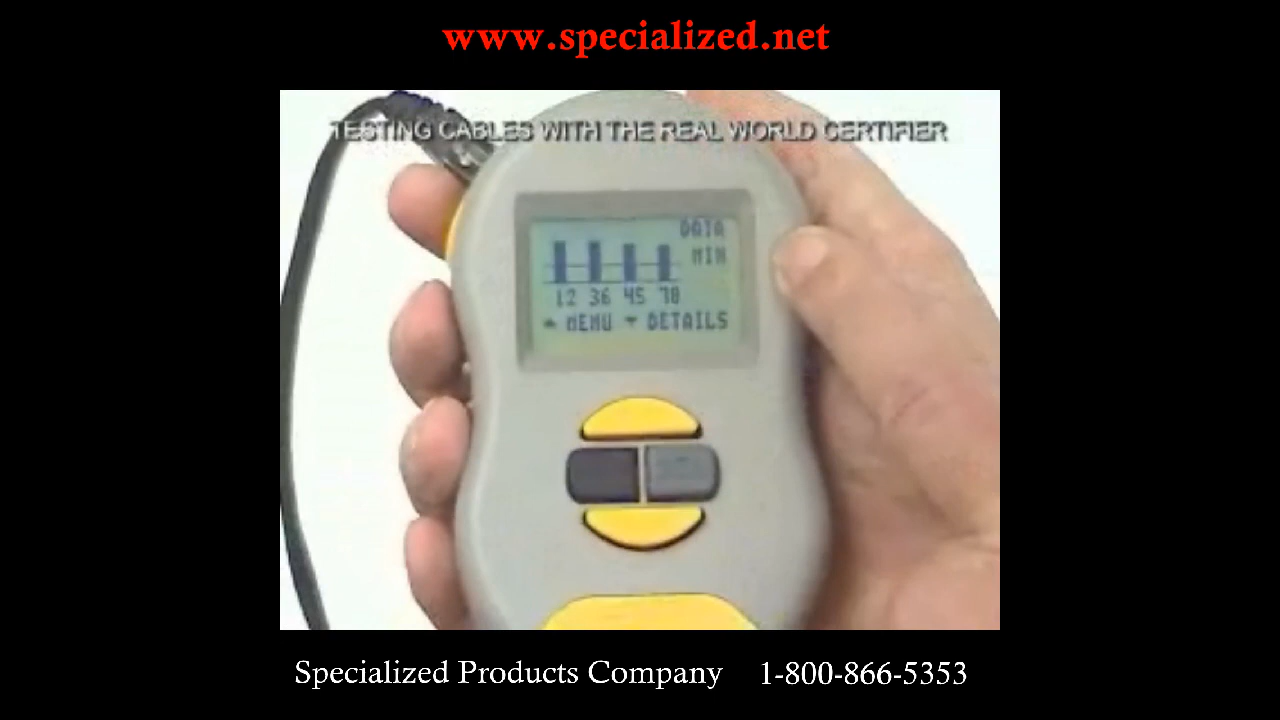 www.specialized.net
TESTING CABLES WITH THE REAL WORLD CERTIFIER
DATA
MIN
12 36 45 78
MENU DETAILS
Specialized Products Company 1-800-866-5353